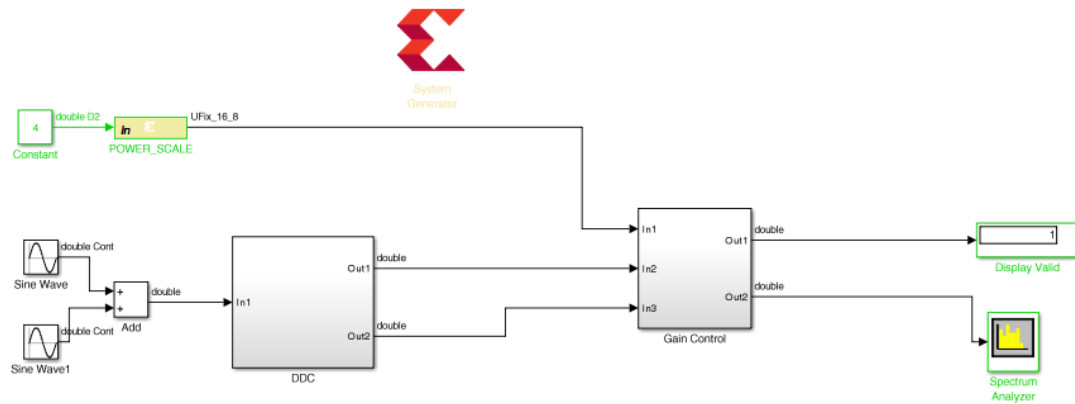 System
Generator
4
double D2
In
UFix_16_8
Constant
POWER_SCALE
double Cont
Sine Wave
double Cont
Sine Wave1
+
+
Add
double
In1
Out1
Out2
DDC
double
double
In1
In2
In3
Out1
Out2
Gain Control
double
double
1
Display Valid
Spectrum
Analyzer